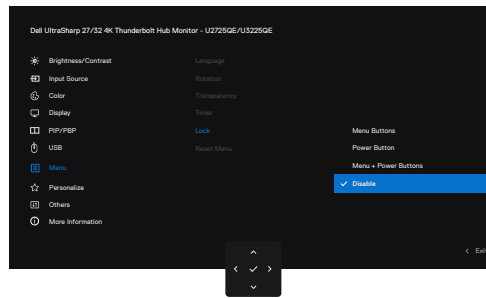 Dell UltraSharp 27/32 4K Thunderbolt Hub Monitor - U2725QE/U3225QE
Brightness/Contrast
Input Source
Color
Display
PIP/PBP
USB
Menu
Personalize
Others
More Information
Language
Rotation
Transparency
Timer
Lock
Reset Menu
Menu Buttons
Power Button
Menu + Power Buttons
Disable
Exit